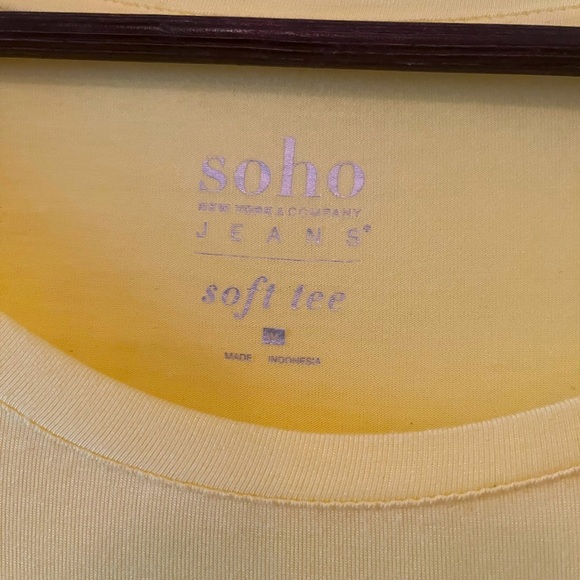 soho
NEW YORK & COMPANY
JEANS®
soft tee
MADE INDONESIA